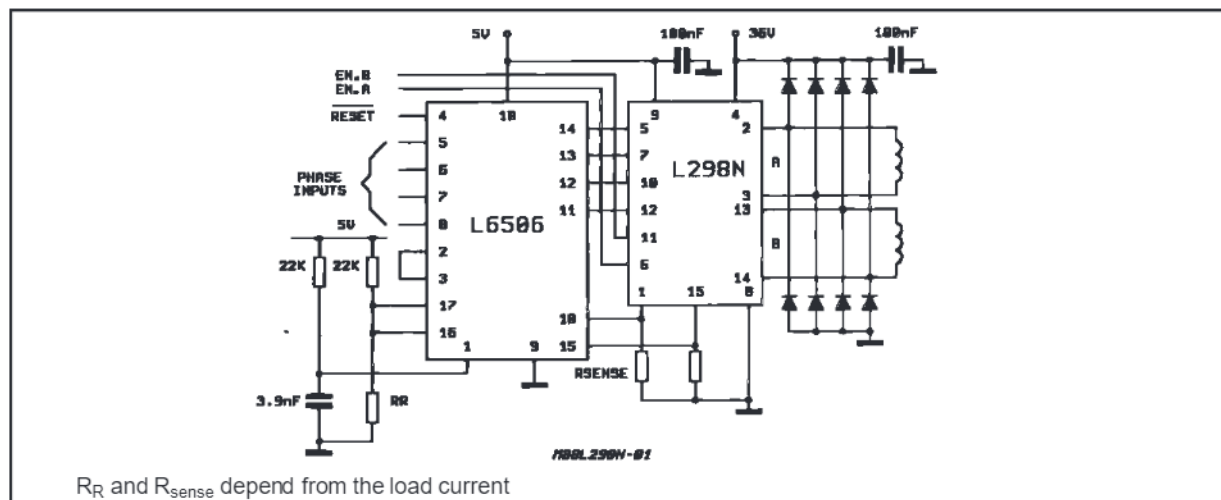 5V
100nF
36V
100nF
EN.B
EN.A
RESET
4
10
9
4
5
14
5
2
6
13
7
A
PHASE
INPUTS
L298N
7
12
10
3
8
11
12
13
5V
L6506
11
B
22K
22K
2
6
3
14
17
1
15
8
16
18
1
9
15
RSENSE
3.9nF
RR
M88L298N-01
RR and Rsense depend from the load current